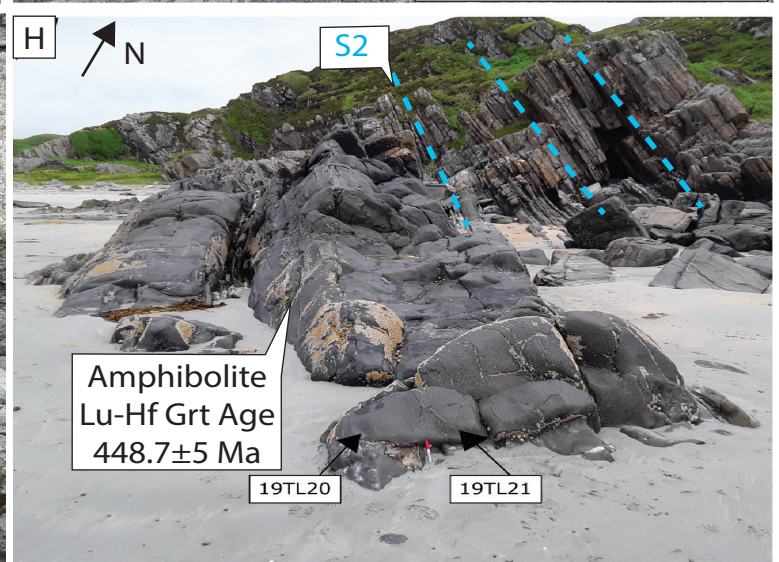 H
N
S2
Amphibolite
Lu-Hf Grt Age
448.7±5 Ma
19TL20
19TL21